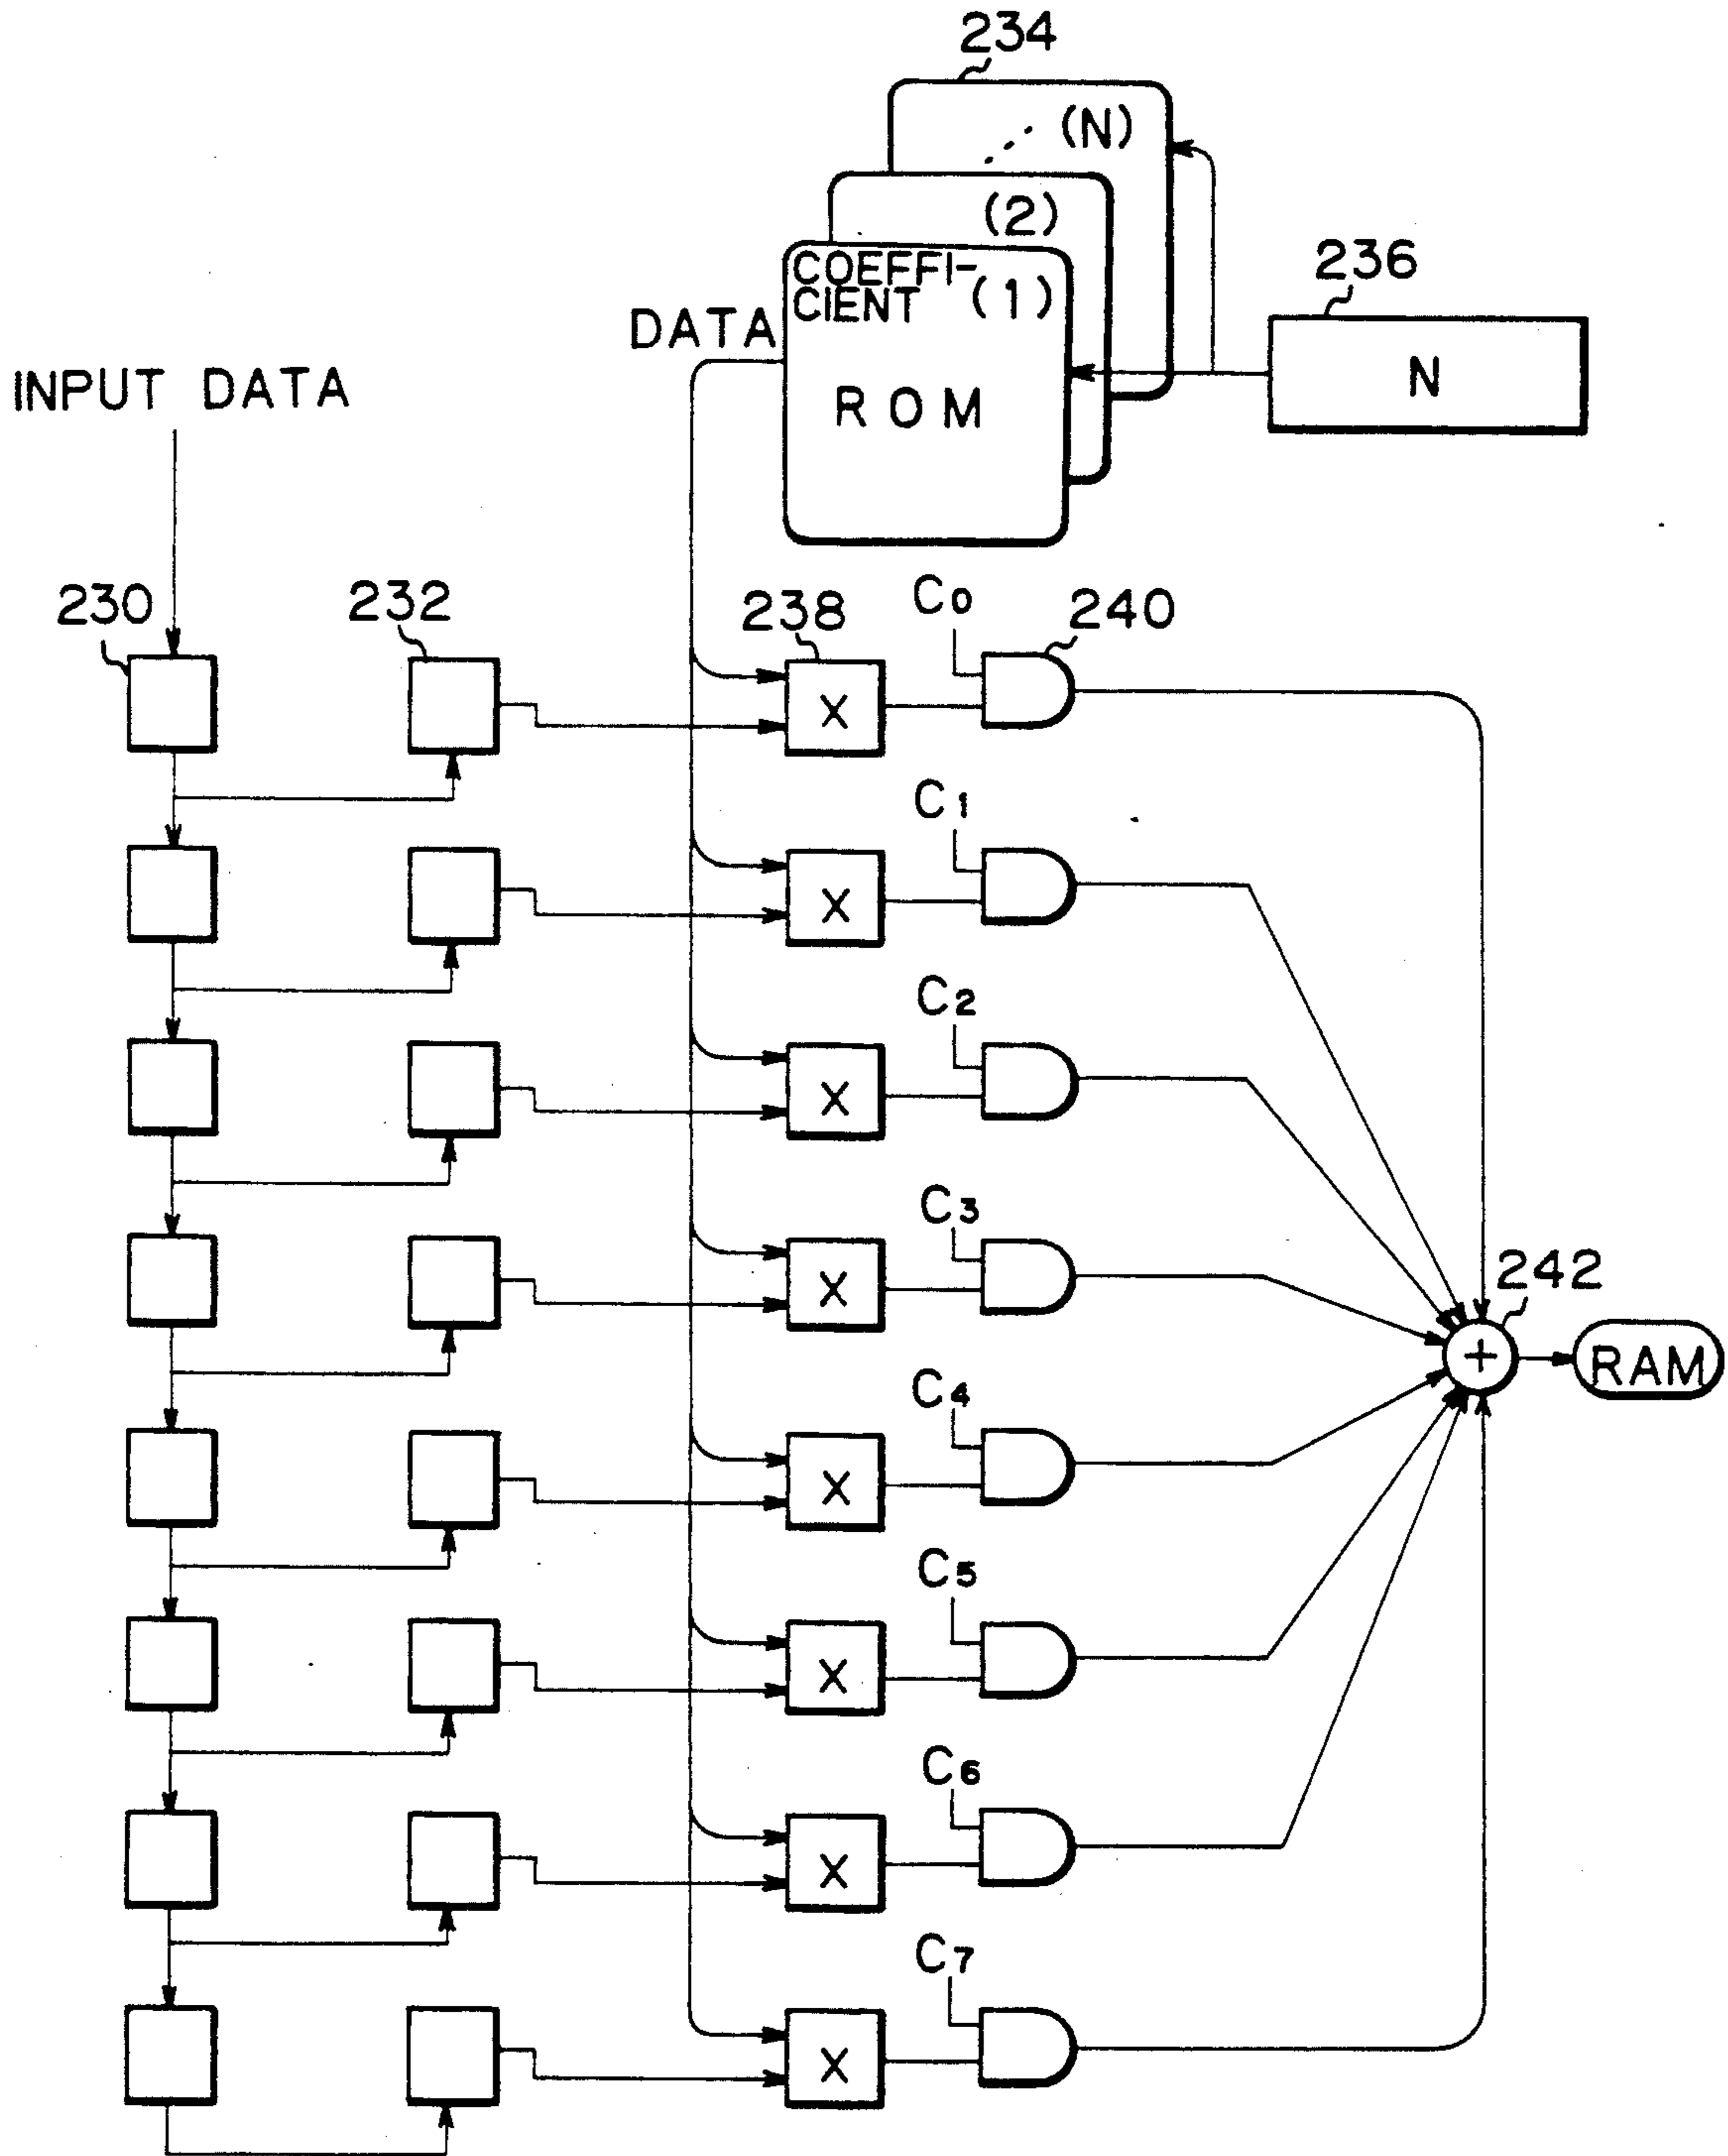 234
(N)
(2)
COEFFI-
CIENT (1)
236
DATA
INPUT DATA
ROM
N
230
232
238
C0
240
X
C1
X
C2
X
C3
X
242
+
RAM
C4
X
C5
X
C6
X
C7
X